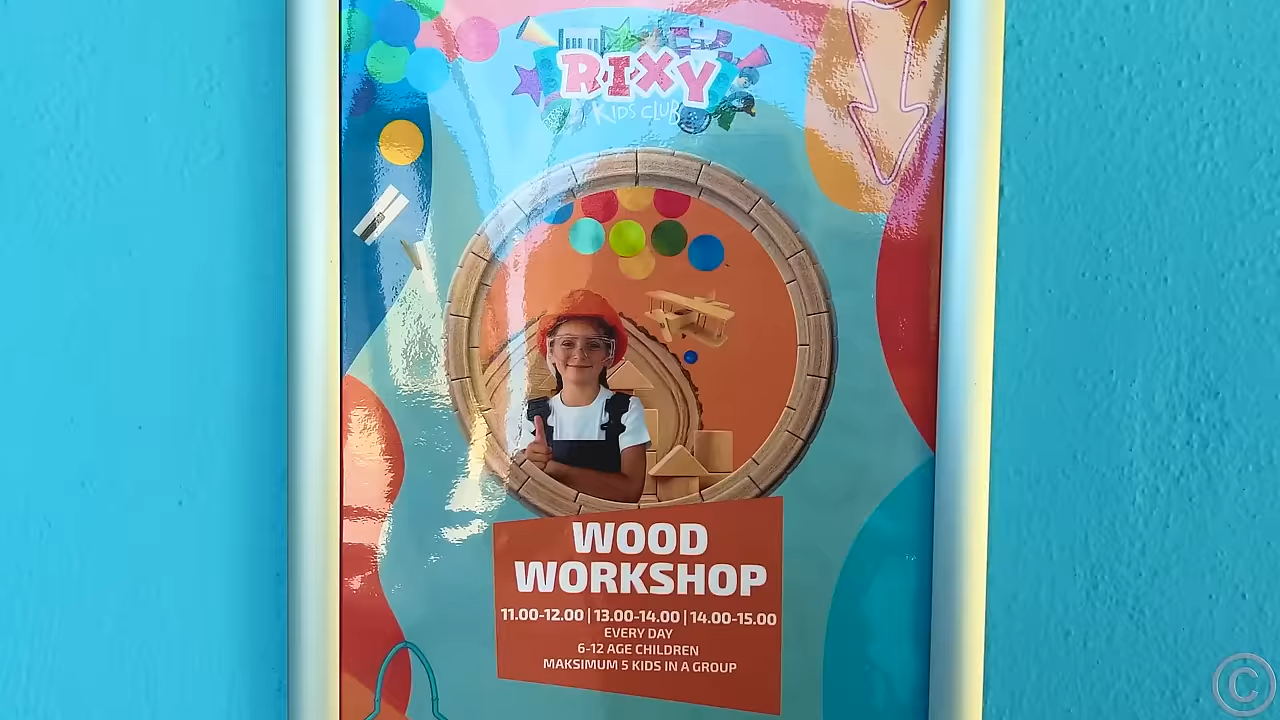 RIXY
KIDS CLUB
WOOD
WORKSHOP
11.00-12.00 | 13.00-14.00 | 14.00-15.00
EVERY DAY
6-12 AGE CHILDREN
MAKSIMUM 5 KIDS IN A GROUP
©